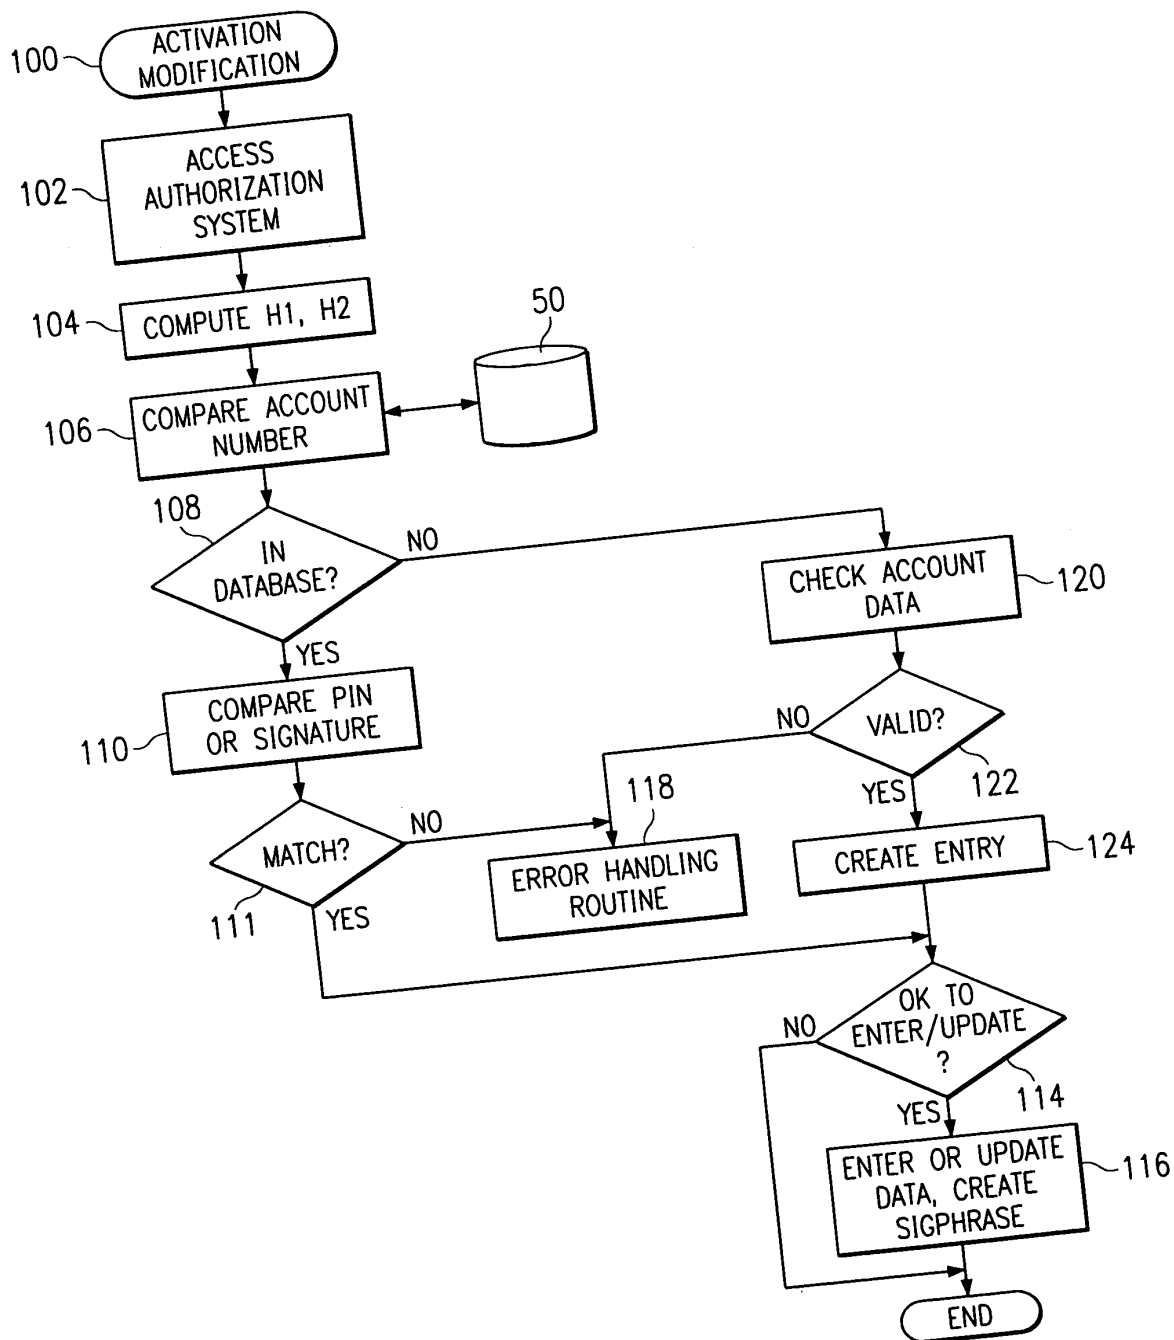 100
ACTIVATION
MODIFICATION
102
ACCESS
AUTHORIZATION
SYSTEM
104
COMPUTE H1, H2
50
106
COMPARE ACCOUNT
NUMBER
108
IN
DATABASE?
NO
YES
CHECK ACCOUNT
DATA
120
110
COMPARE PIN
OR SIGNATURE
NO
VALID?
122
YES
118
MATCH?
NO
111
YES
ERROR HANDLING
ROUTINE
CREATE ENTRY
124
OK TO
ENTER/UPDATE
?
NO
114
YES
ENTER OR UPDATE
DATA, CREATE
SIGPHRASE
116
END